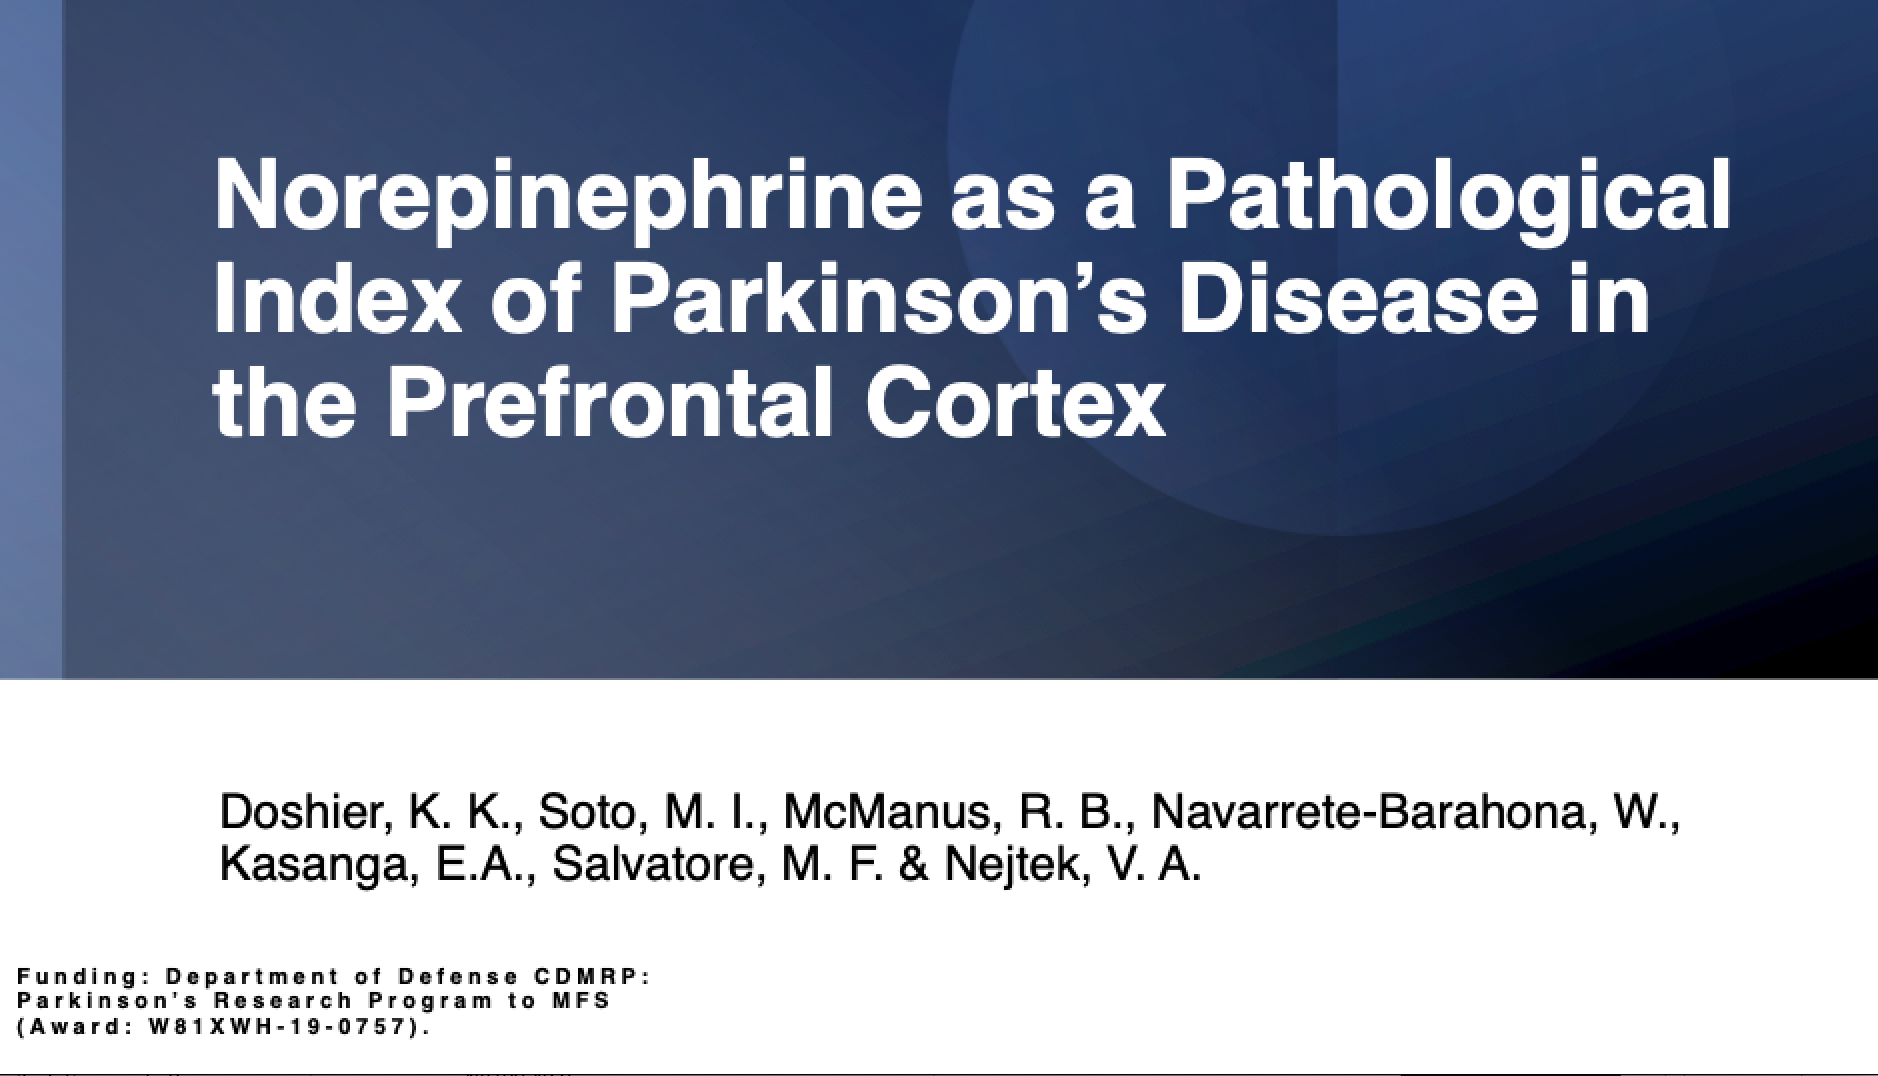 Norepinephrine as a Pathological
Index of Parkinson’s Disease in
the Prefrontal Cortex
Doshier, K. K., Soto, M. I., McManus, R. B., Navarrete-Barahona, W.,
Kasanga, E.A., Salvatore, M. F. & Nejtek, V. A.
Funding: Department of Defense CDMRP:
Parkinson’s Research Program to MFS
(Award: W81XWH-19-0757).